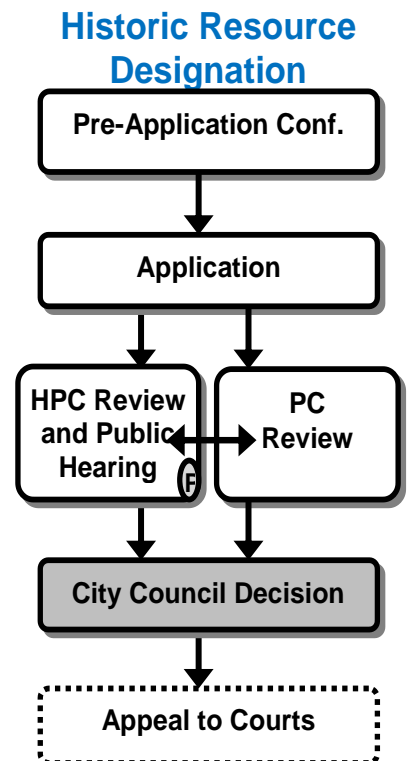 Historic Resource
Designation
Pre-Application Conf.
Application
HPC Review
and Public
Hearing
PC
Review
City Council Decision
Appeal to Courts